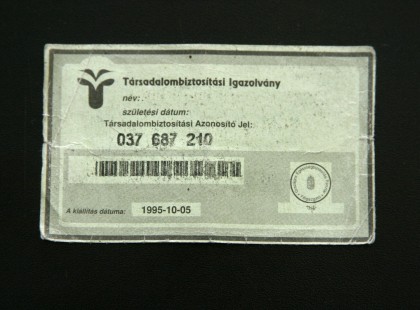 Társadalombiztosítási Igazolvány
név:
születési dátum:
Társadalombiztosítási Azonosító Jel:
037 687 210
A kiállítás dátuma: 1995-10-05